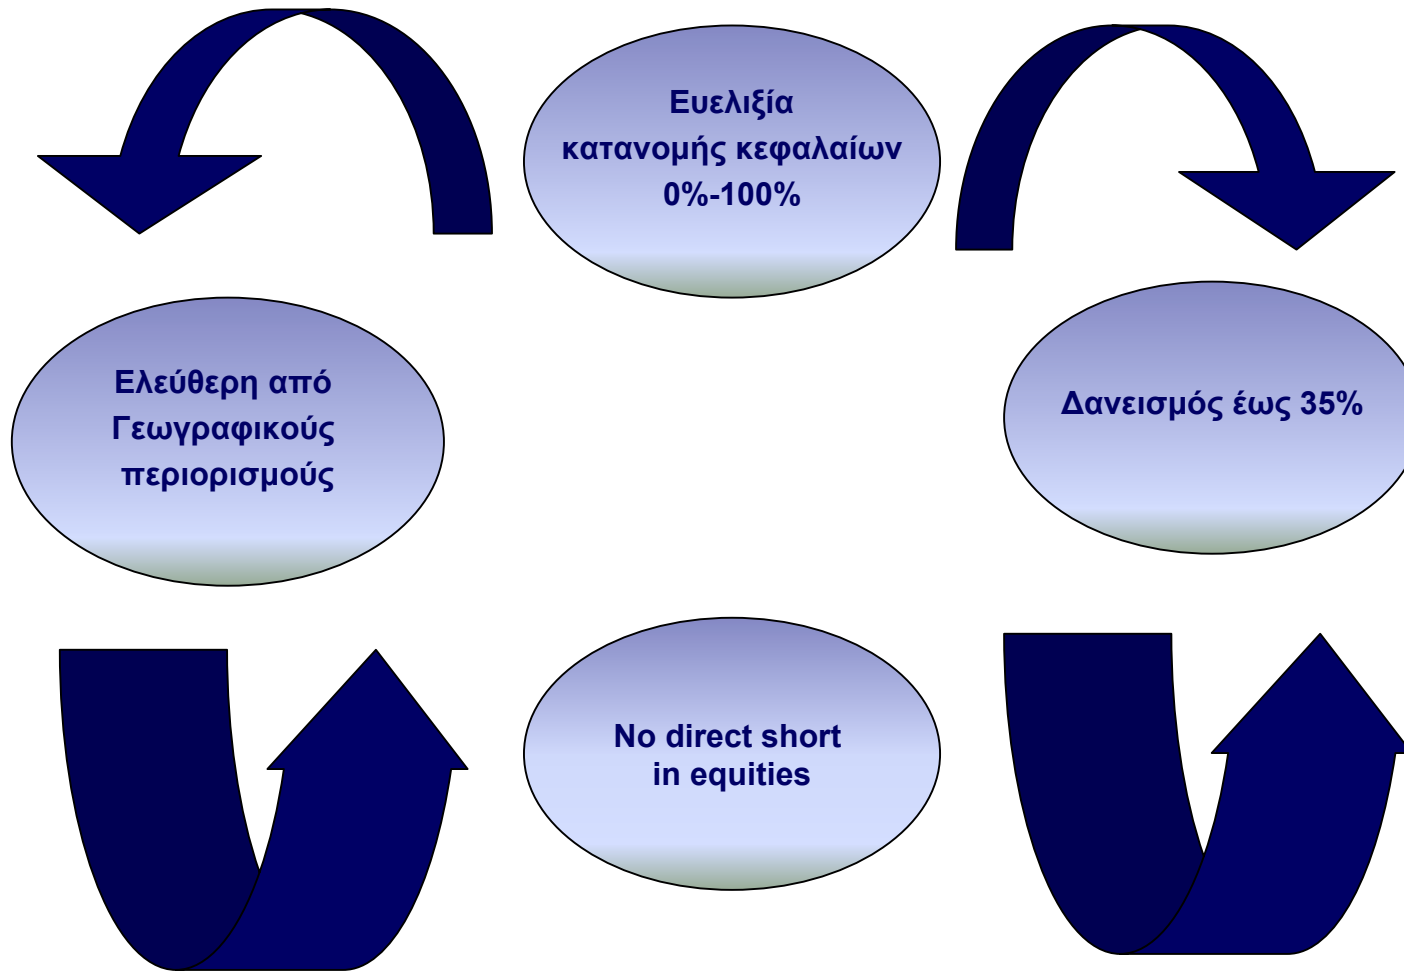 Ευελιξία
κατανομής κεφαλαίων
0%-100%
Ελεύθερη από
Γεωγραφικούς
περιορισμούς
Δανεισμός έως 35%
No direct short
in equities